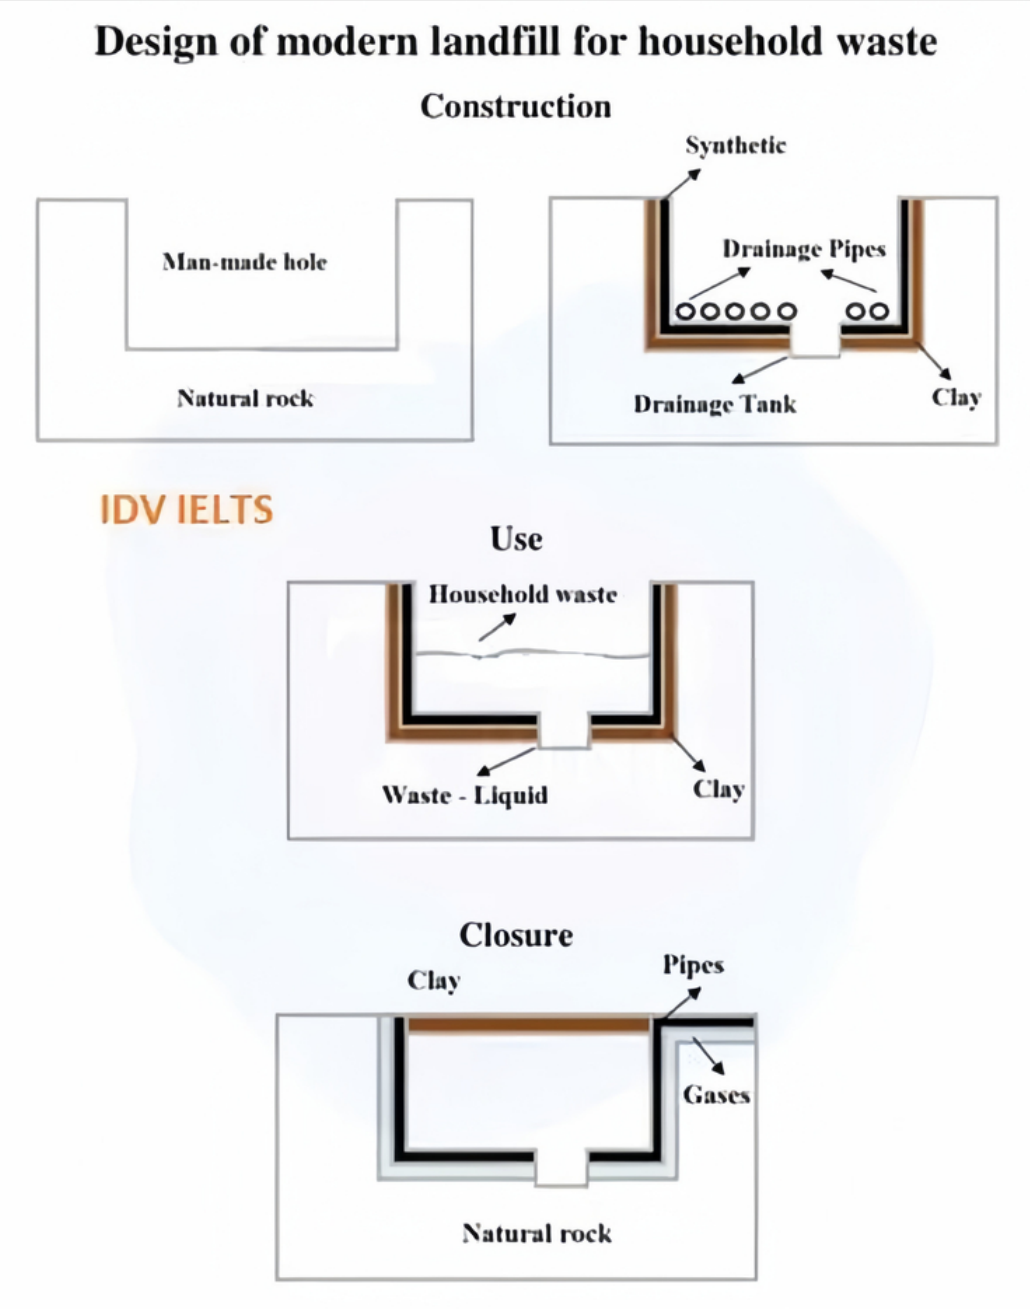 Design of modern landfill for household waste
Construction
Synthetic
Man-made hole
Drainage Pipes
Natural rock
Drainage Tank
Clay
IDV IELTS
Use
Household waste
Waste - Liquid
Clay
Closure
Clay
Pipes
Gases
Natural rock